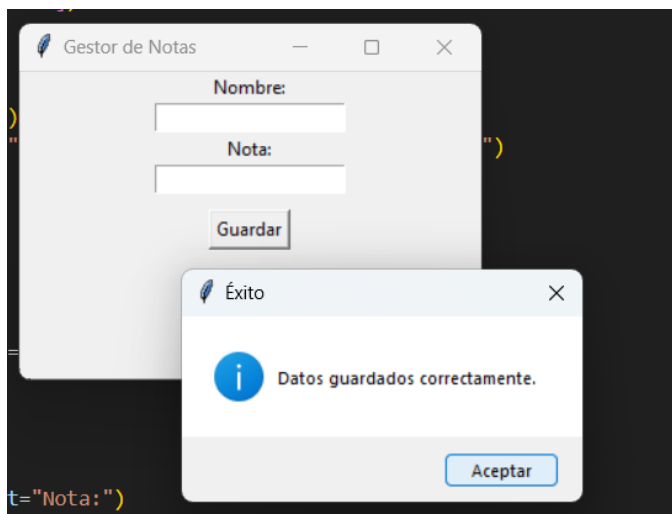 Gestor de Notas
Nombre:
)
"
")
Nota:
Guardar
Éxito
=
Datos guardados correctamente.
Aceptar
t="Nota:")